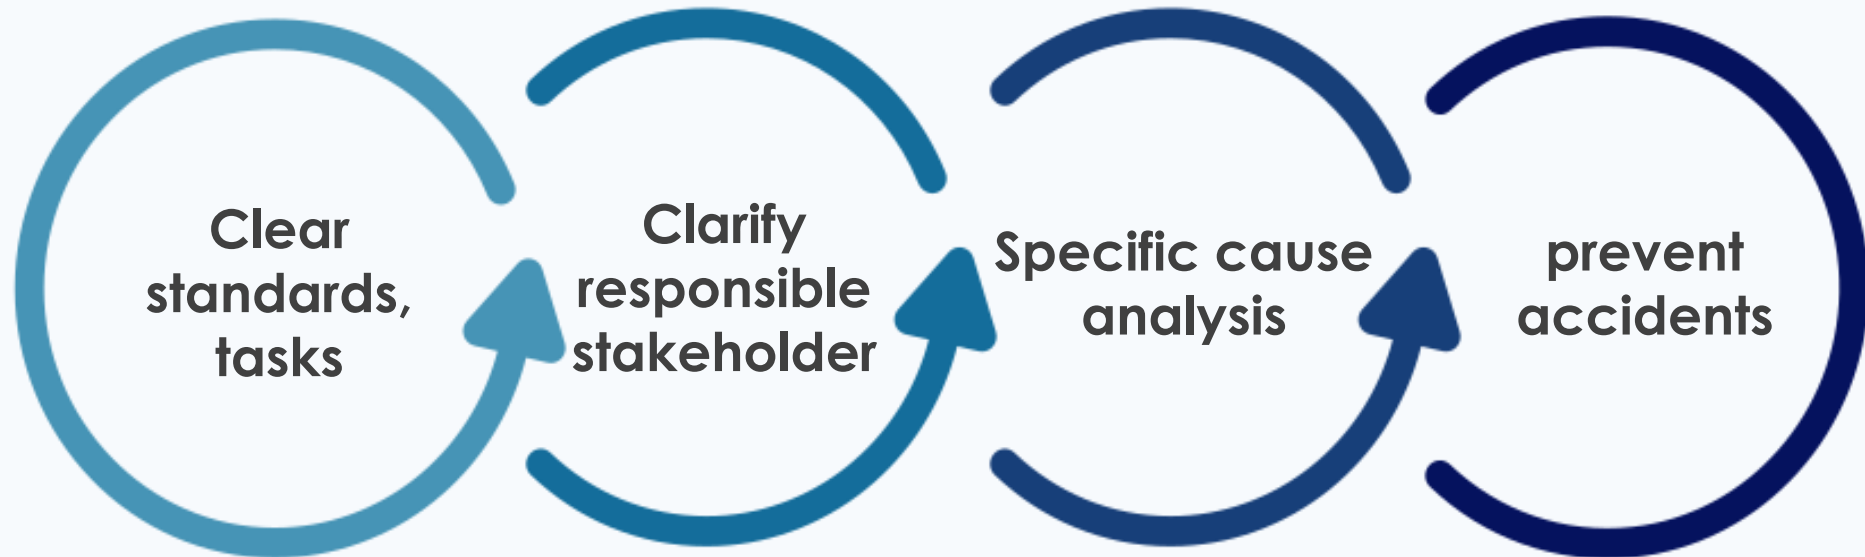 Clear
standards,
tasks
Clarify
responsible
stakeholder
Specific cause
analysis
prevent
accidents